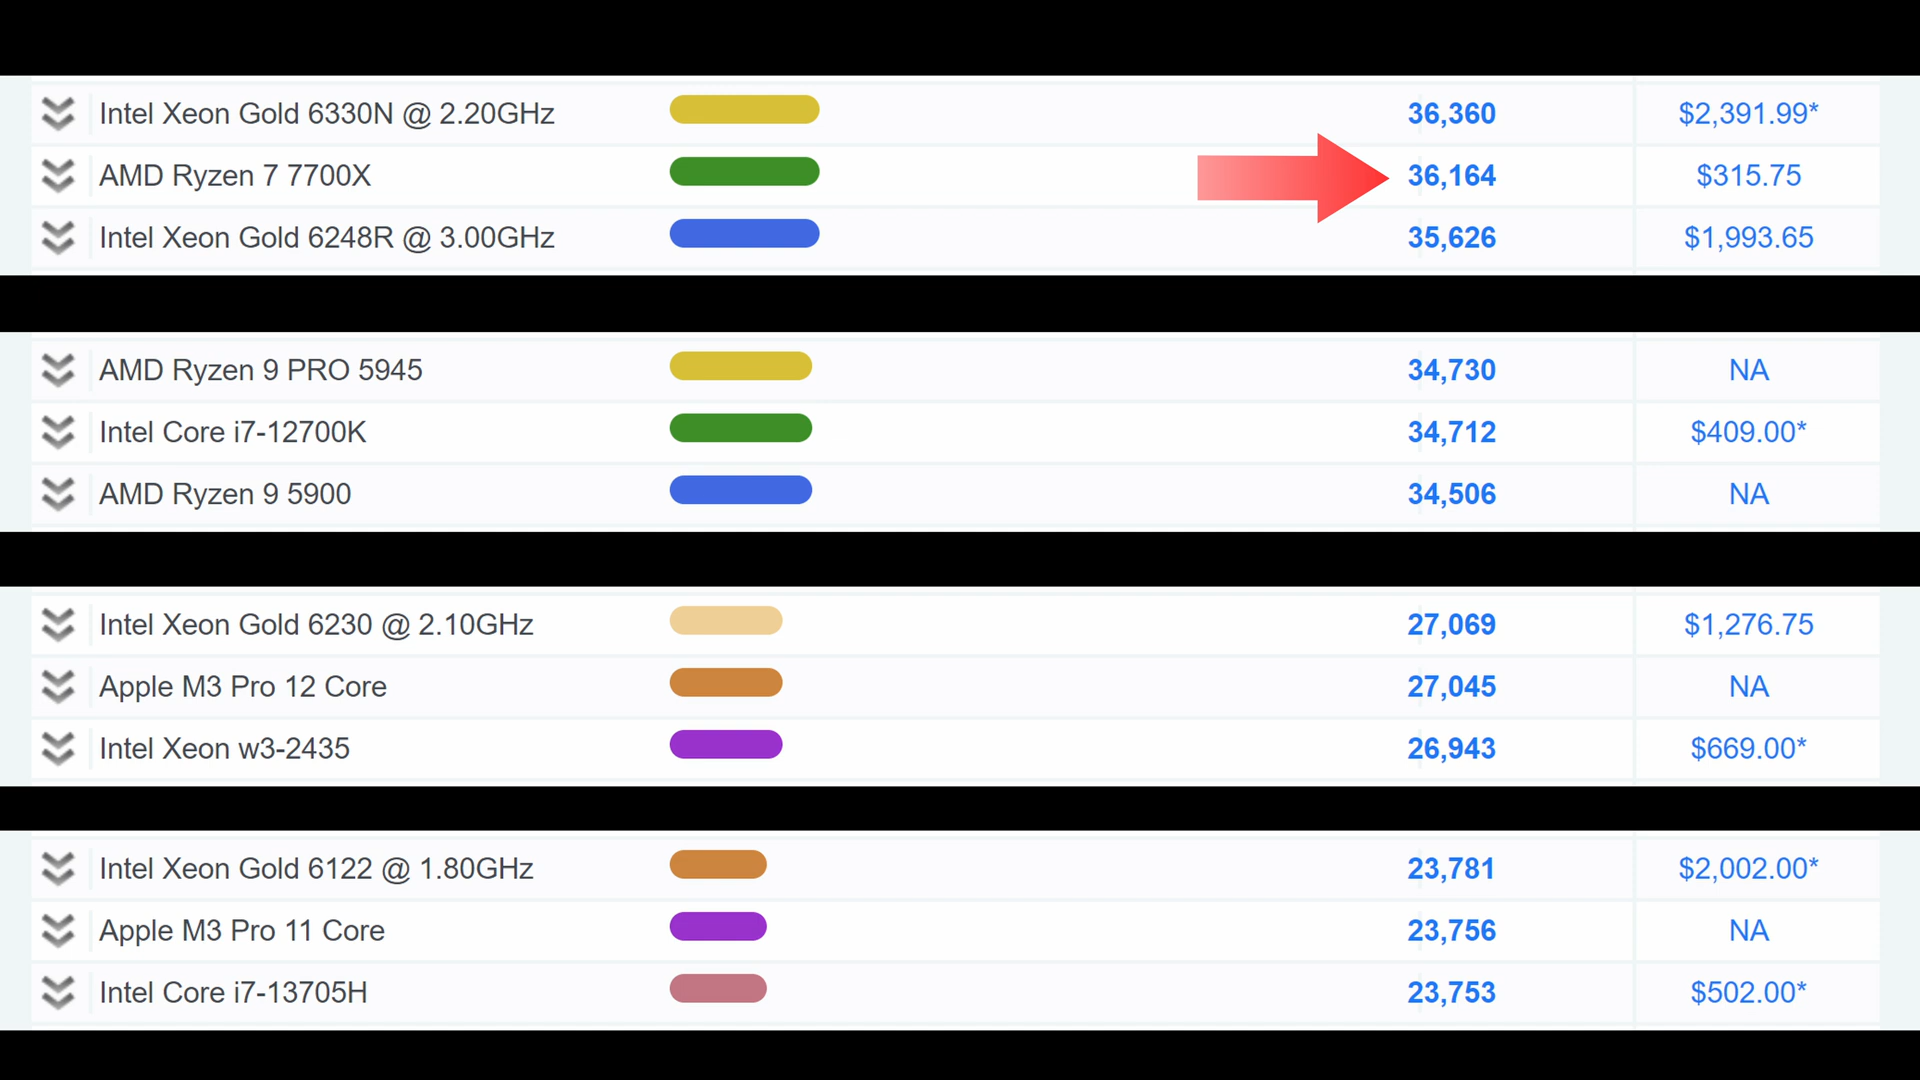 Intel Xeon Gold 6330N @ 2.20GHz 36,360 $2,391.99*
AMD Ryzen 7 7700X 36,164 $315.75
Intel Xeon Gold 6248R @ 3.00GHz 35,626 $1,993.65
AMD Ryzen 9 PRO 5945 34,730 NA
Intel Core i7-12700K 34,712 $409.00*
AMD Ryzen 9 5900 34,506 NA
Intel Xeon Gold 6230 @ 2.10GHz 27,069 $1,276.75
Apple M3 Pro 12 Core 27,045 NA
Intel Xeon w3-2435 26,943 $669.00*
Intel Xeon Gold 6122 @ 1.80GHz 23,781 $2,002.00*
Apple M3 Pro 11 Core 23,756 NA
Intel Core i7-13705H 23,753 $502.00*